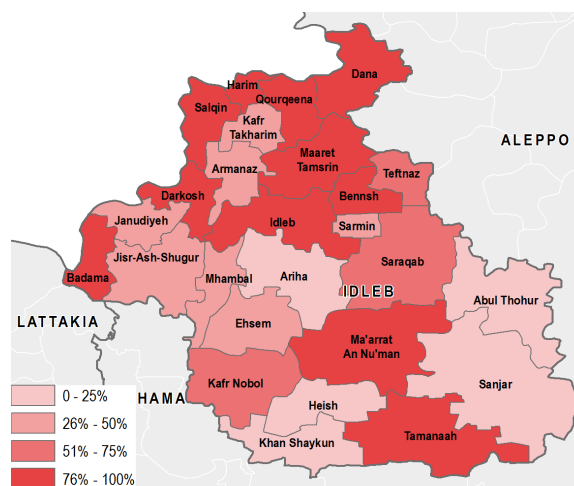 Dana
Harim
Qourqeena
Salqin
Kafr
Takharim
ALEPPO
Maaret
Tamsrin
Armanaz
Teftnaz
Darkosh
Bennsh
Janudiyeh
Idleb
Sarmin
Jisr-Ash-Shugur
Saraqab
Badama
Mhambal
Ariha
IDLEB
Abul Thohur
LATTAKIA
Ehsem
Ma'arrat
An Nu'man
Kafr Nobol
Sanjar
HAMA
Heish
Tamanaah
Khan Shaykun
0 - 25%
26% - 50%
51% - 75%
76% - 100%